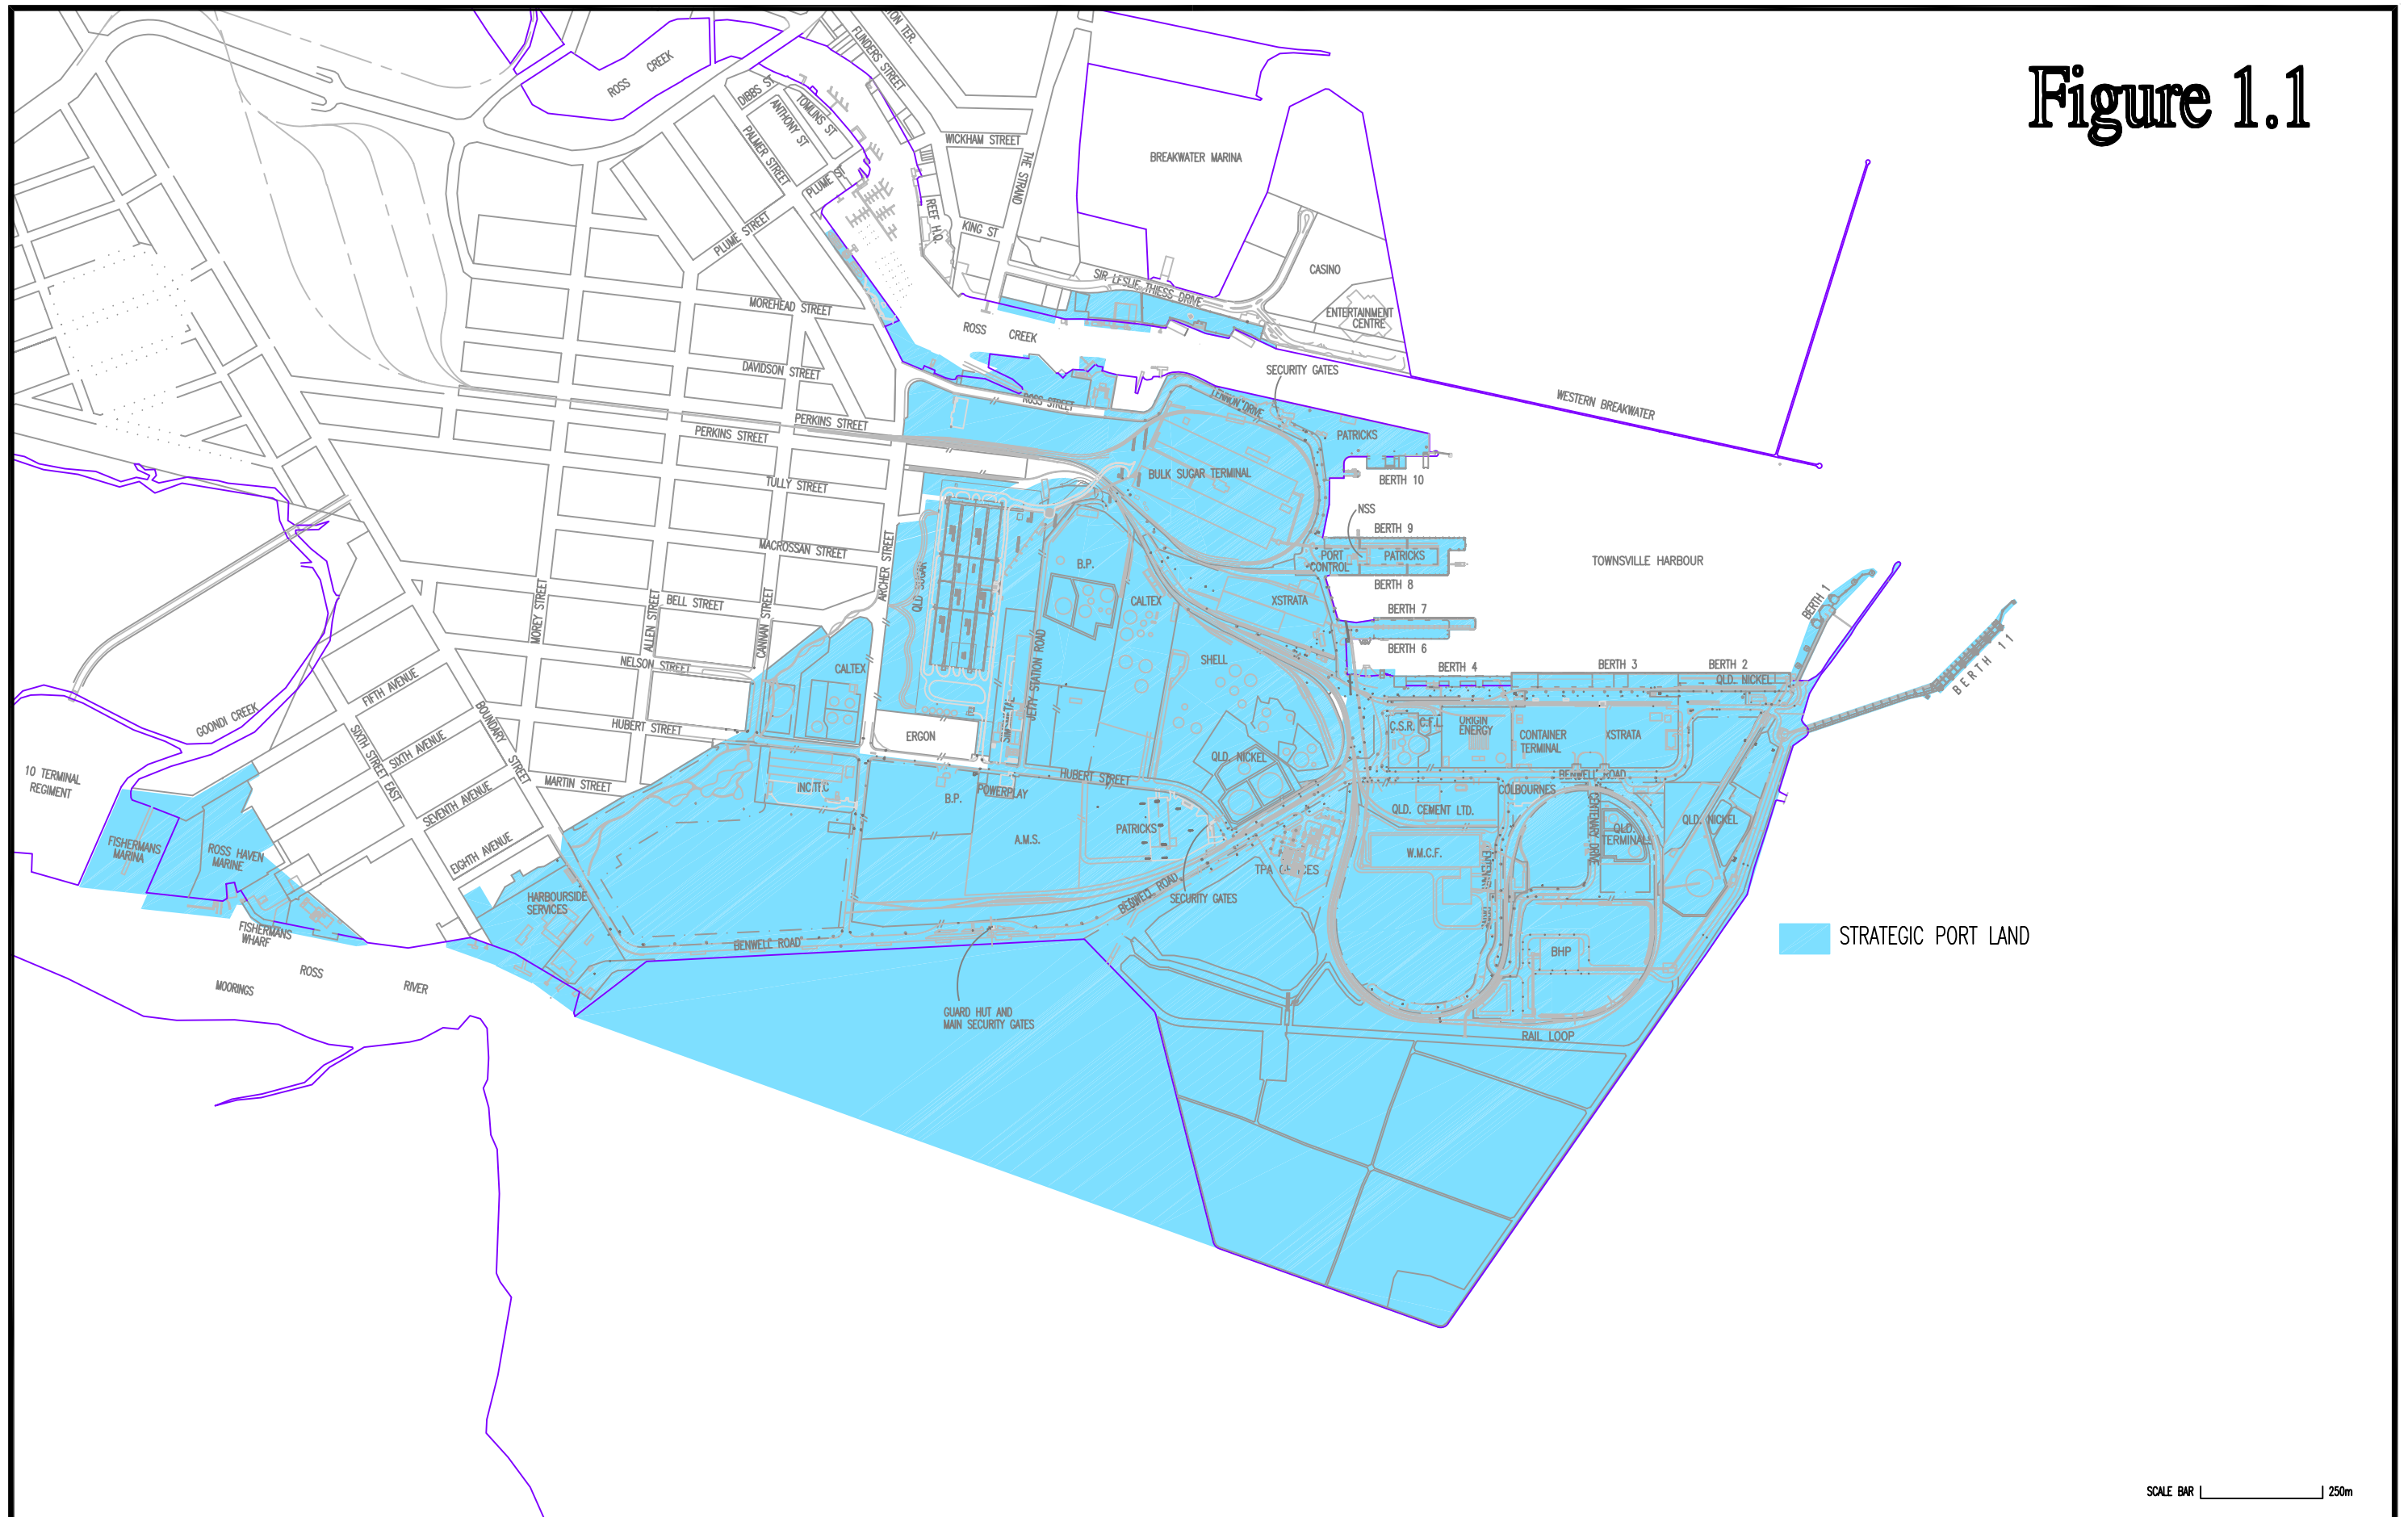 Figure 1.1
ROSS CREEK
FLINDERS STREET
TON TER.
DIBBS ST
TOMLINS ST
ANTHONY ST
PALMER STREET
PLUME ST
PLUME STREET
WICKHAM STREET
THE STRAND
REEF H.Q.
KING ST
BREAKWATER MARINA
CASINO
SIR LESLIE THIESS DRIVE
ENTERTAINMENT
CENTRE
MOREHEAD STREET
ROSS CREEK
DAVIDSON STREET
SECURITY GATES
WESTERN BREAKWATER
LENNON DRIVE
ROSS STREET
PERKINS STREET
PERKINS STREET
PATRICKS
BULK SUGAR TERMINAL
BERTH 10
TULLY STREET
NSS
BERTH 9
PORT
CONTROL
PATRICKS
BERTH 8
TOWNSVILLE HARBOUR
MACROSSAN STREET
ARCHER STREET
QLD SUGAR
B.P.
CALTEX
XSTRATA
BERTH 7
BERTH 6
BERTH 1
MOREY STREET
BELL STREET
ALLEN STREET
CANNAN STREET
NELSON STREET
CALTEX
JETTY STATION ROAD
SHELL
BERTH 4
BERTH 3
BERTH 2
QLD. NICKEL
BERTH 11
FIFTH AVENUE
GOONDI CREEK
BOUNDARY STREET
SIXTH STREET EAST
SIXTH AVENUE
HUBERT STREET
ERGON
C.S.R.
C.F.L.
ORIGIN
ENERGY
CONTAINER
TERMINAL
XSTRATA
10 TERMINAL
REGIMENT
MARTIN STREET
SEVENTH AVENUE
B.P.
POWERPLAY
HUBERT STREET
QLD. NICKEL
BENWELL ROAD
COLBOURNES
QLD. CEMENT LTD.
CENTENARY DRIVE
QLD.
TERMINALS
QLD. NICKEL
FISHERMANS
MARINA
ROSS HAVEN
MARINE
EIGHTH AVENUE
A.M.S.
PATRICKS
W.M.C.F.
HARBOURSIDE
SERVICES
BENWELL ROAD
SECURITY GATES
FISHERMANS
WHARF
BENWELL ROAD
BHP
STRATEGIC PORT LAND
ROSS RIVER
MOORINGS
GUARD HUT AND
MAIN SECURITY GATES
RAIL LOOP
SCALE BAR 250m